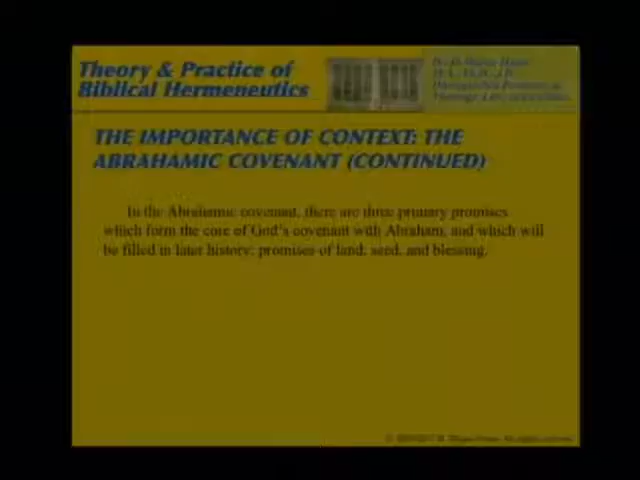 Theory & Practice of
Biblical Hermeneutics
THE IMPORTANCE OF CONTEXT: THE
ABRAHAMIC COVENANT (CONTINUED)
In the Abrahamic covenant, there are three primary promises
which form the core of God's covenant with Abraham, and which will
be filled in later history: promises of land, seed, and blessing.